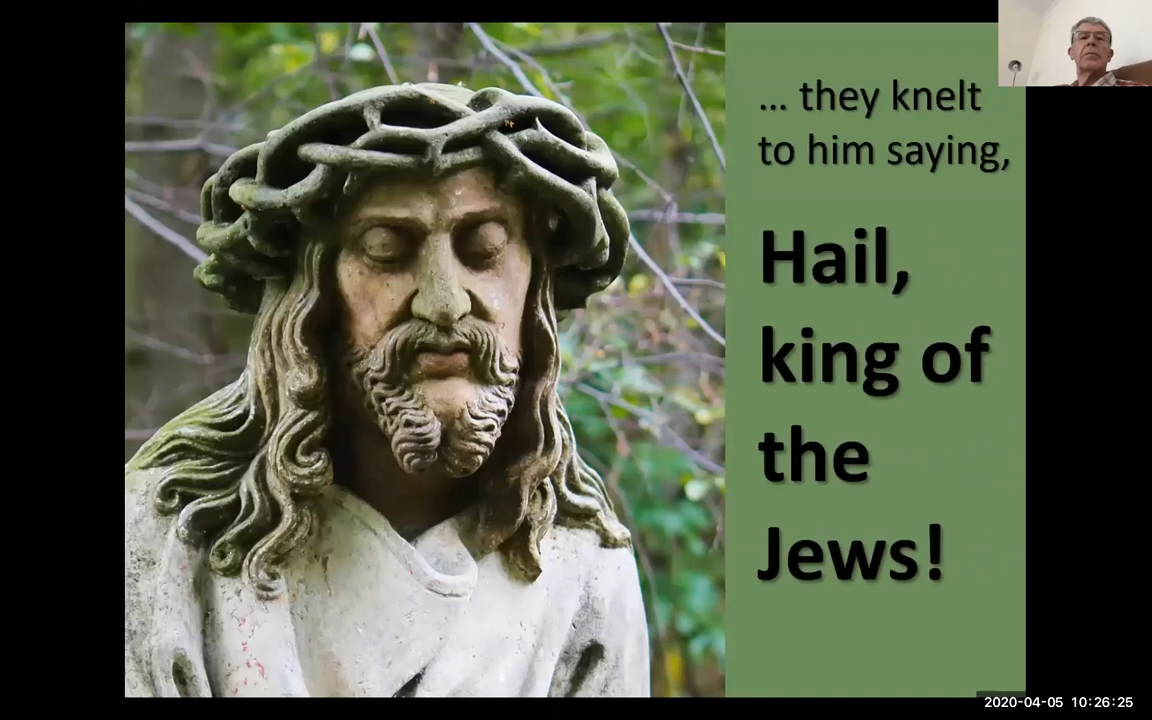 ... they knelt
to him saying,
Hail,
king of
the
Jews!
2020-04-05 10:26:25